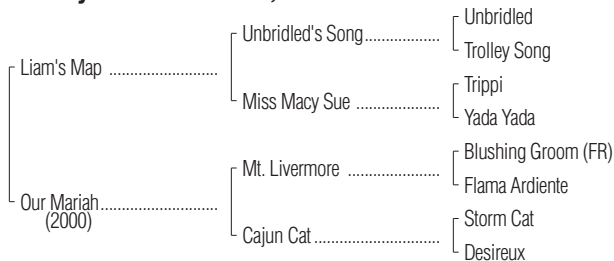 Unbridled
Unbridled's Song
Trolley Song
Liam's Map
Trippi
Miss Macy Sue
Yada Yada
Blushing Groom (FR)
Mt. Livermore
Flama Ardiente
Our Mariah
(2000)
Storm Cat
Cajun Cat
Desireux